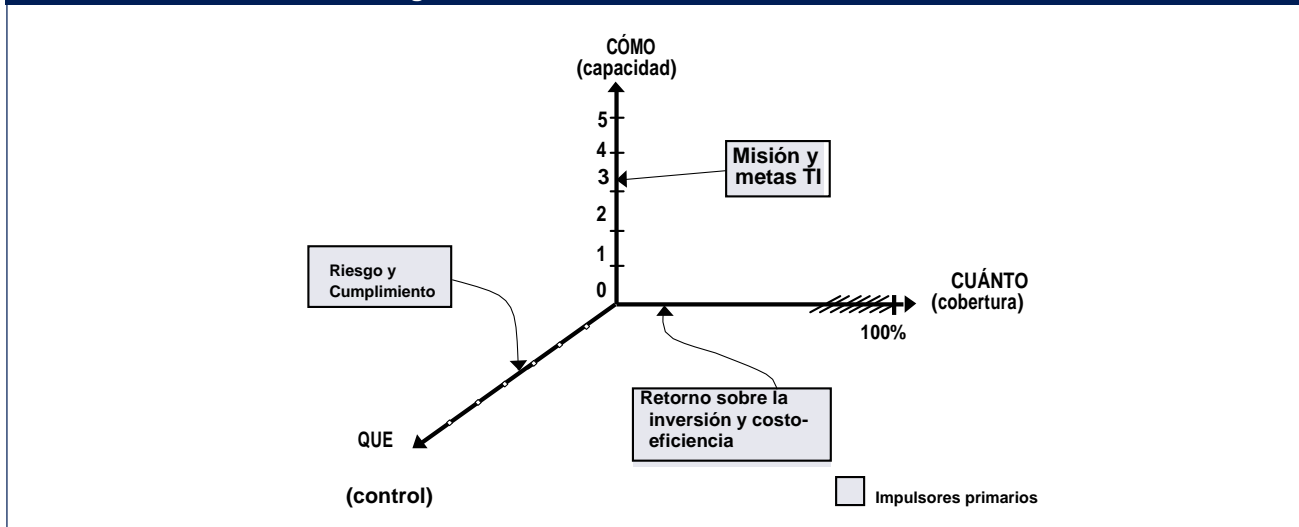 CÓMO
(capacidad)
5
4
3
2
1
0
Misión y
metas TI
Riesgo y
Cumplimiento
CUÁNTO
(cobertura)
100%
Retorno sobre la
inversión y costo-
eficiencia
QUE
(control)
Impulsores primarios